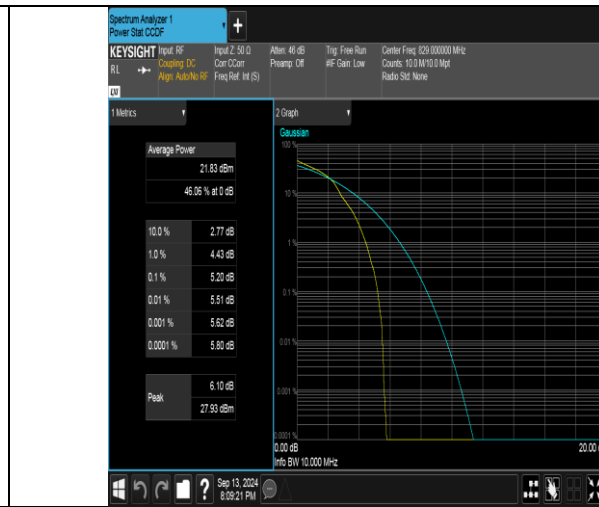 Spectrum Analyzer 1
Power Stat CCDF
+
KEYSIGHT
Input: RF
Input Z: 50 Ω
Atten: 46 dB
Trig: Free Run
Center Freq: 829.000000 MHz
RL
Coupling: DC
Corr CCorr
Preamp: Off
#IF Gain: Low
Counts: 10.0 M/10.0 Mpt
Align: Auto/No RF
Freq Ref: Int (S)
Radio Std: None
LXI
1 Metrics
2 Graph
Gaussian
Average Power
21.83 dBm
46.06 % at 0 dB
10.0 % 2.77 dB
1.0 % 4.43 dB
0.1 % 5.20 dB
0.01 % 5.51 dB
0.001 % 5.62 dB
0.0001 % 5.80 dB
Peak
6.10 dB
27.93 dBm
100 %
10 %
1 %
0.1 %
0.01 %
0.001 %
0.0001 %
0.00 dB
20.00
Info BW 10.000 MHz
?
Sep 13, 2024
8:09:21 PM